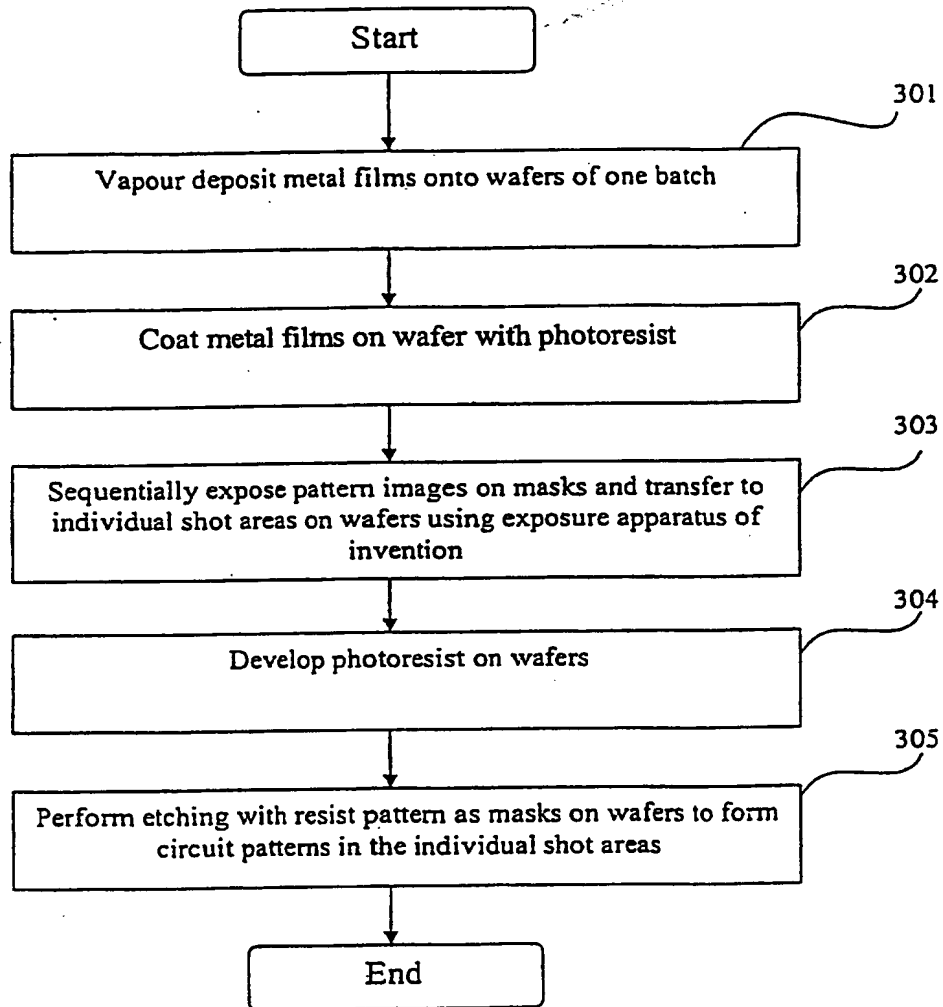 Start
301
Vapour deposit metal films onto wafers of one batch
302
Coat metal films on wafer with photoresist
303
Sequentially expose pattern images on masks and transfer to
individual shot areas on wafers using exposure apparatus of
invention
304
Develop photoresist on wafers
305
Perform etching with resist pattern as masks on wafers to form
circuit patterns in the individual shot areas
End